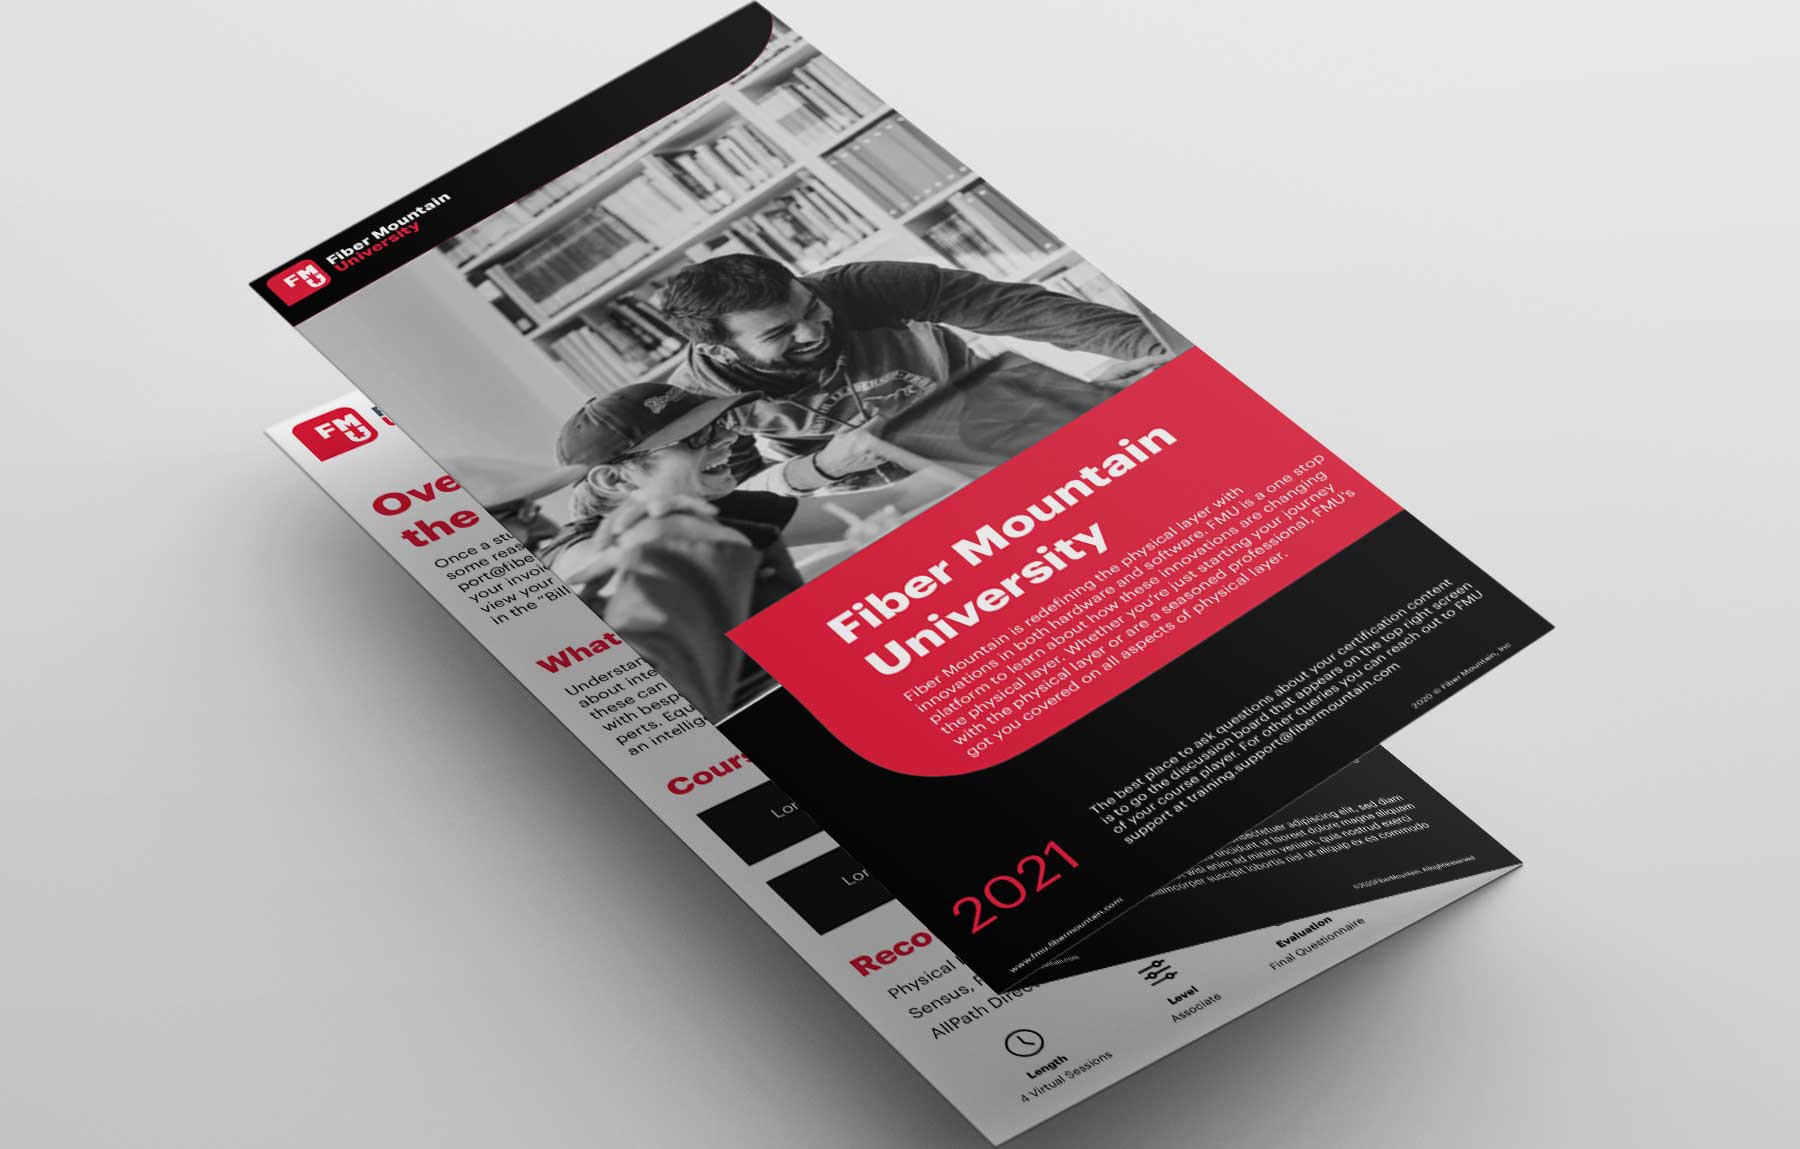 FMU
Fiber Mountain
University
Fiber Mountain
University
Fiber Mountain is redefining the physical layer with
innovations in both hardware and software. FMU is a one stop
platform to learn about how these innovations are changing
the physical layer. Whether you're just starting your journey
with the physical layer or are a seasoned professional, FMU's
got you covered on all aspects of physical layer.
2021
The best place to ask questions about your certification content
is to go the discussion board that appears on the top right screen
of your course player. For other queries you can reach out to FMU
support at training.support@fibermountain.com
www.fmu.fibermountain.com
2020 © Fiber Mountain, Inc
FMU
Ove
the
Once a stu
some reas
port@fibe
your invoi
view your
in the "Bill
What
Understan
about inte
these can
with besp
perts. Equ
an intellig
Cours
Lor
Lor
Reco
Physical
Sensus,
AllPath Direc
Length
4 Virtual Sessions
Level
Associate
Evaluation
Final Questionnaire
sectetuer adipiscing elit, sed diam
tincidunt ut laoreet dolore magna aliquam
wisi enim ad minim veniam, quis nostrud exerci
ullamcorper suscipit lobortis nisl ut aliquip ex ea commodo
©2020FiberMountain, Allrightreserved